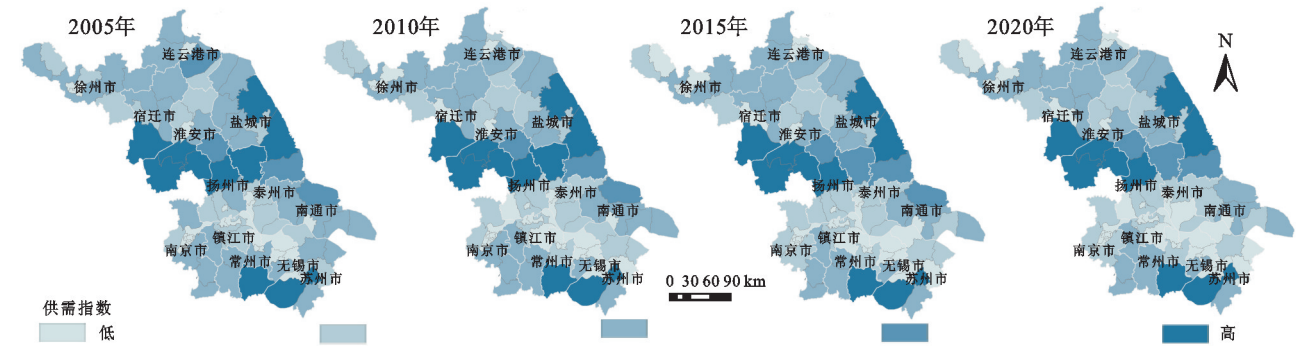 2005年
连云港市
徐州市
宿迁市
淮安市
盐城市
扬州市
泰州市
南通市
镇江市
南京市
常州市
无锡市
苏州市
2010年
连云港市
徐州市
宿迁市
淮安市
盐城市
扬州市
泰州市
南通市
镇江市
南京市
常州市
无锡市
苏州市
2015年
连云港市
徐州市
宿迁市
淮安市
盐城市
扬州市
泰州市
南通市
镇江市
南京市
常州市
无锡市
苏州市
2020年
连云港市
徐州市
宿迁市
淮安市
盐城市
扬州市
泰州市
南通市
镇江市
南京市
常州市
无锡市
苏州市
N
0 30 60 90 km
供需指数
低
高